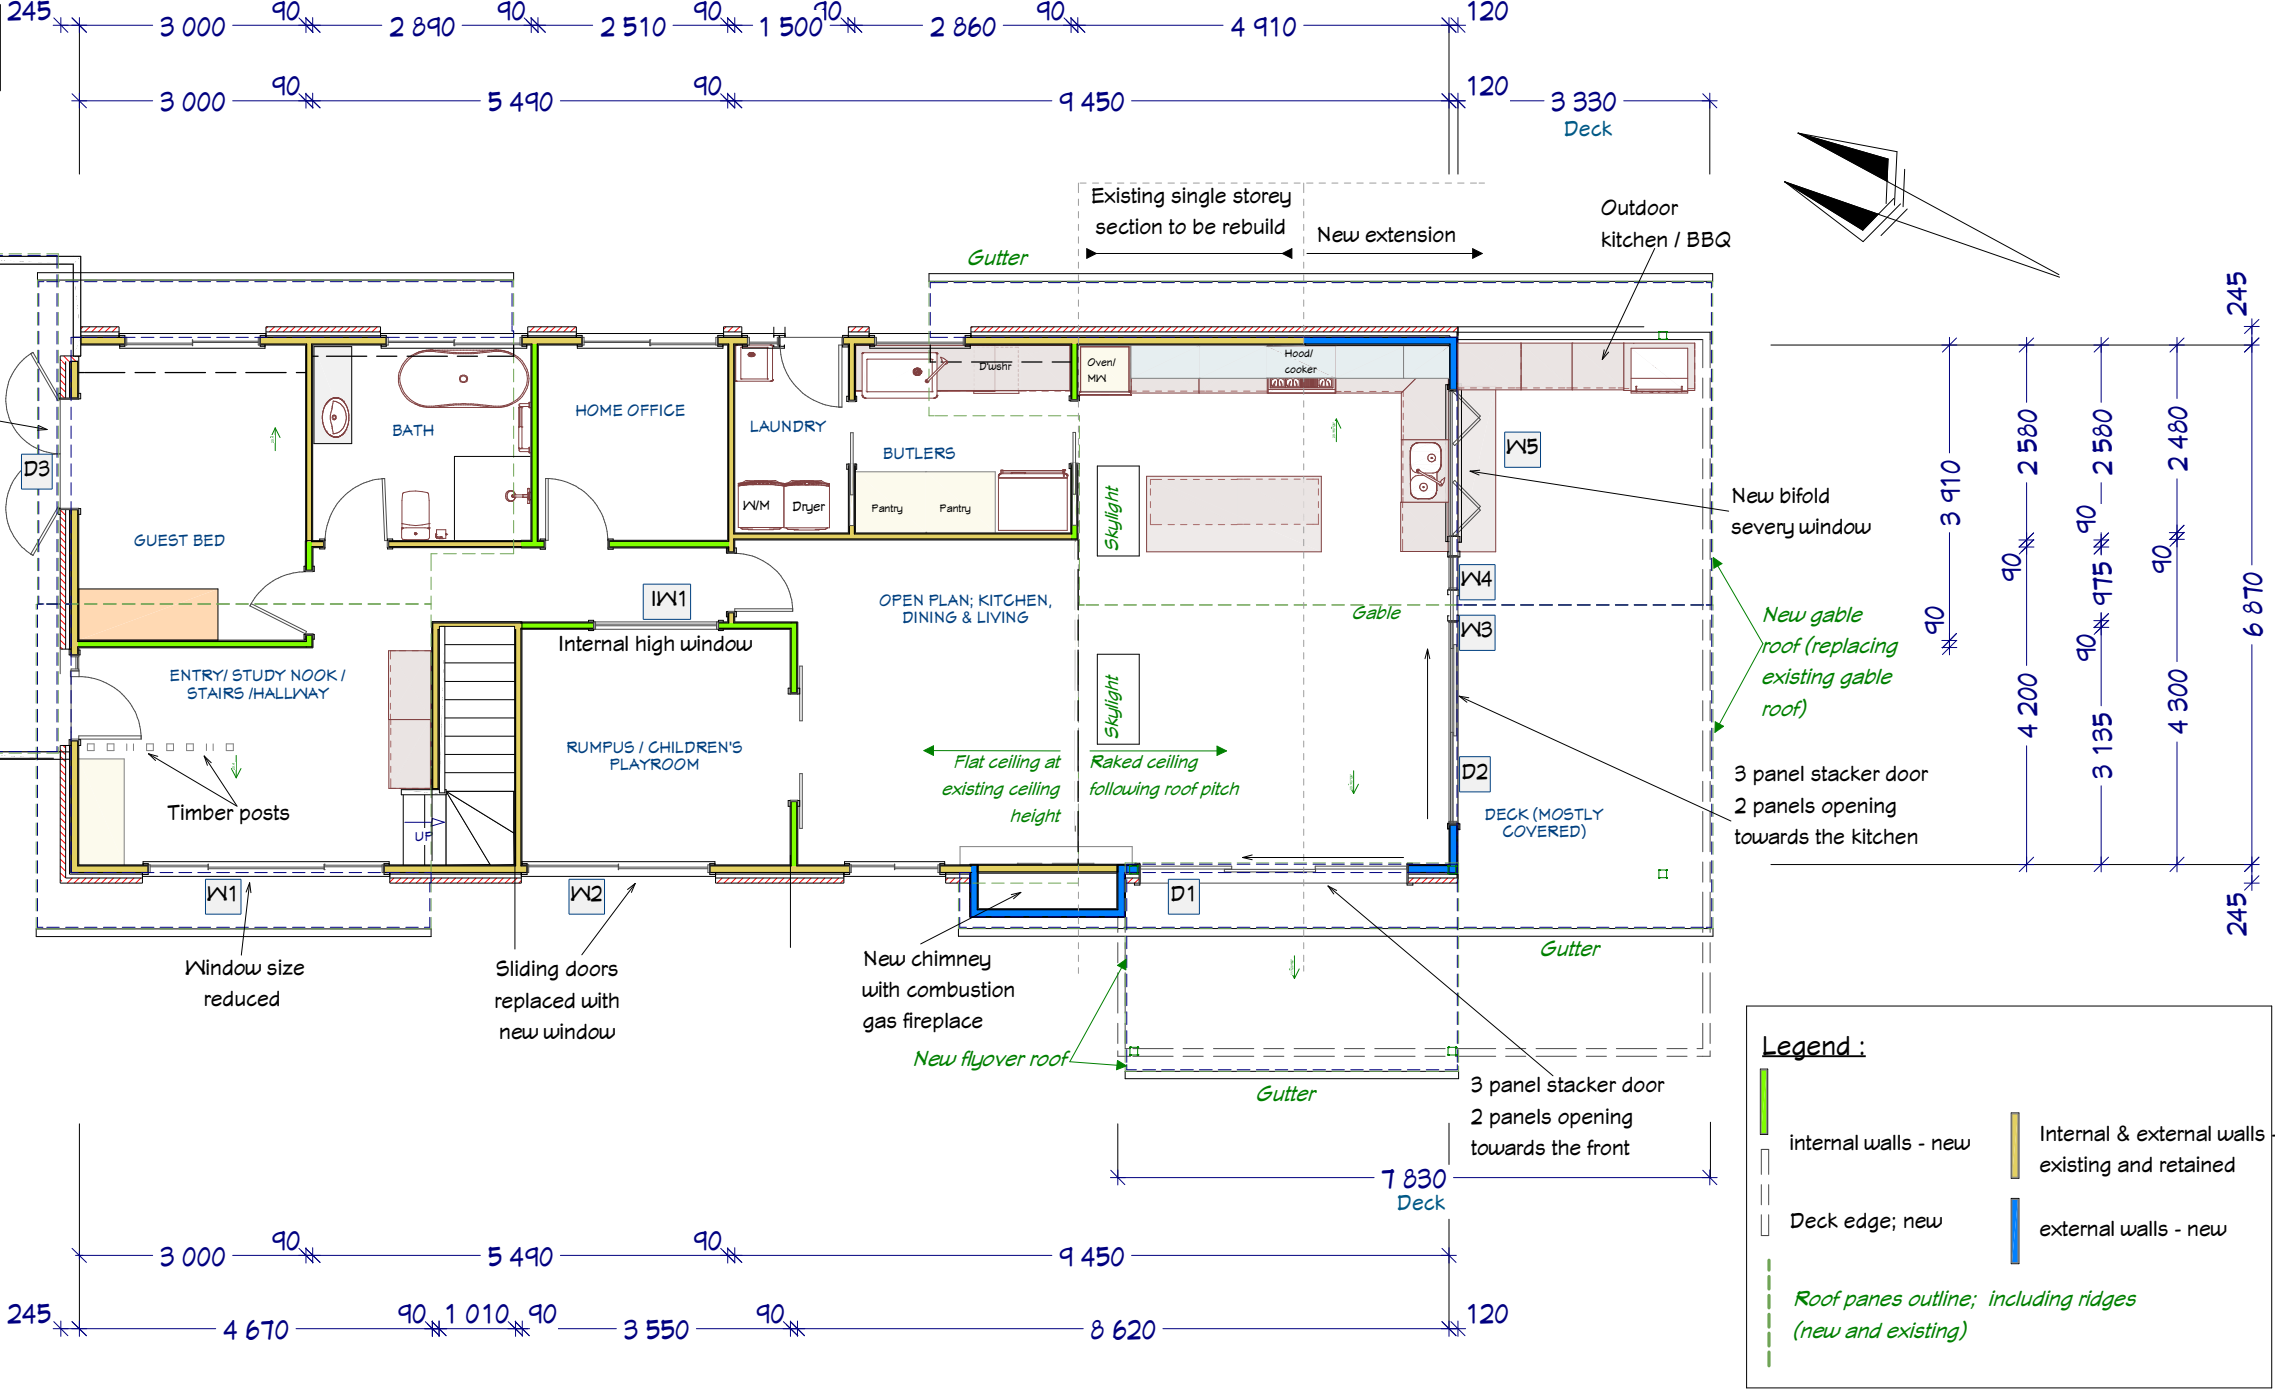 245 3 000 90 2 890 90 2 510 90 1 500 90 2 860 90 4 910 120
3 000 90 5 490 90 9 450 120 3 330
Deck
Existing single storey
section to be rebuild
New extension
Outdoor
kitchen / BBQ
Gutter
D'wshr
Oven/
MW
Hood/
cooker
HOME OFFICE
BATH
LAUNDRY
BUTLERS
D3
W5
W/M
Dryer
Pantry
Pantry
Skylight
New bifold
severy window
GUEST BED
IW1
W4
OPEN PLAN; KITCHEN,
DINING & LIVING
Gable
W3
Internal high window
New gable
roof (replacing
existing gable
roof)
ENTRY/ STUDY NOOK /
STAIRS /HALLWAY
Skylight
RUMPUS / CHILDREN'S
PLAYROOM
Flat ceiling at
existing ceiling
height
Raked ceiling
following roof pitch
D2
3 panel stacker door
2 panels opening
towards the kitchen
Timber posts
UP
DECK (MOSTLY
COVERED)
W1
W2
D1
Window size
reduced
Sliding doors
replaced with
new window
New chimney
with combustion
gas fireplace
Gutter
New flyover roof
Gutter
3 panel stacker door
2 panels opening
towards the front
3 910
90
2 580
90
4 200
2 580
90
975
90
3 135
2 480
90
4 300
245
6 870
245
7 830
Deck
3 000 90 5 490 90 9 450
245 4 670 90 1 010 90 3 550 90 8 620 120
Legend :
internal walls - new
Deck edge; new
Internal & external walls -
existing and retained
external walls - new
Roof panes outline; including ridges
(new and existing)